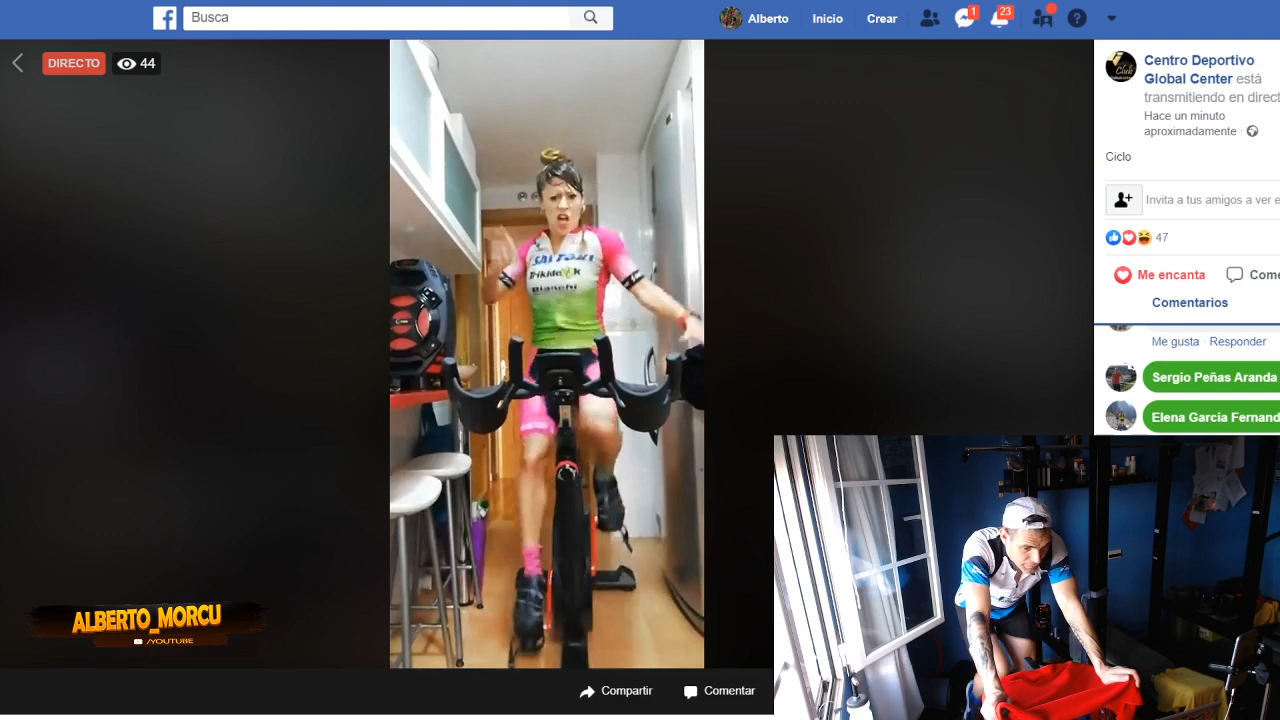 Busca
Alberto
Inicio
Crear
1
23
DIRECTO
44
Centro Deportivo
Global Center está
transmitiendo en direct
Hace un minuto
aproximadamente ·
Ciclo
Invita a tus amigos a ver e
47
Me encanta
Come
Comentarios
Me gusta · Responder
Sergio Peñas Aranda
Elena García Fernand
Bianchi
ALBERTO_MORCU
/YOUTUBE
Compartir
Comentar